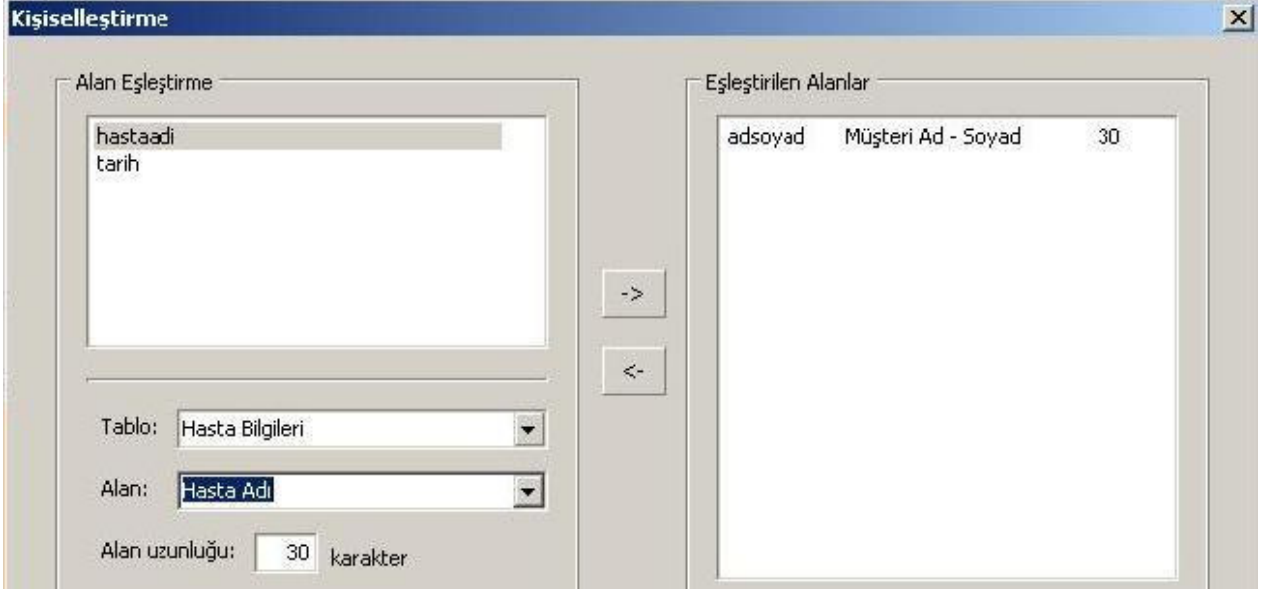 Kişiselleştirme
Alan Eşleştirme
hastaadi
tarih
->
<-
Tablo: Hasta Bilgileri
Alan: Hasta Adı
Alan uzunluğu: 30 karakter
Eşleştirilen Alanlar
adsoyad Müşteri Ad - Soyad 30